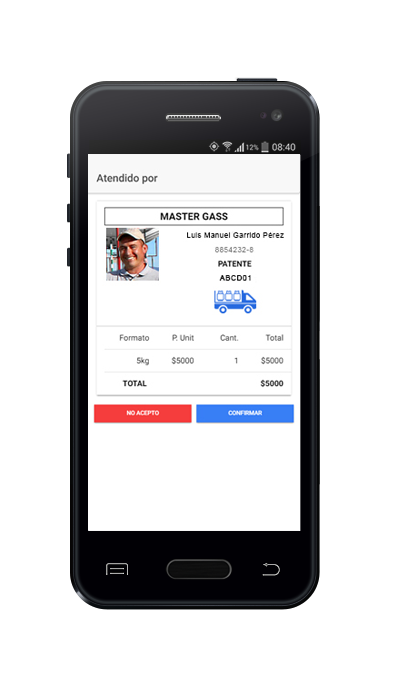 12% 08:40
Atendido por
MASTER GASS
Luis Manuel Garrido Pérez
8854232-8
PATENTE
ABCD01
Formato P. Unit Cant. Total
5kg $5000 1 $5000
TOTAL $5000
NO ACEPTO CONFIRMAR